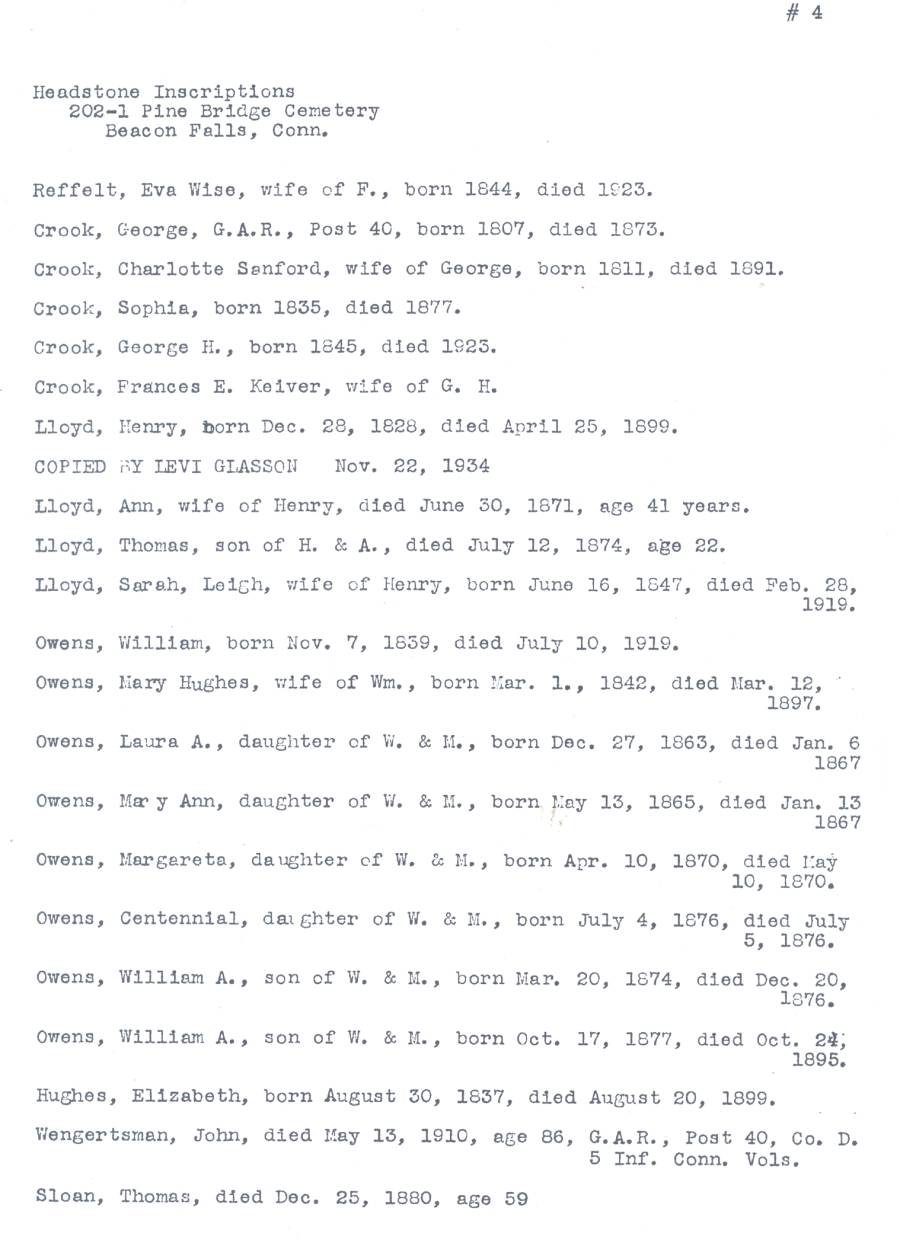 # 4
Headstone Inscriptions
202-1 Pine Bridge Cemetery
Beacon Falls, Conn.
Reffelt, Eva Wise, wife of F., born 1844, died 1923.
Crook, George, G.A.R., Post 40, born 1807, died 1873.
Crook, Charlotte Sanford, wife of George, born 1811, died 1891.
Crook, Sophia, born 1835, died 1877.
Crook, George H., born 1845, died 1923.
Crook, Frances E. Keiver, wife of G. H.
Lloyd, Henry, born Dec. 28, 1828, died April 25, 1899.
COPIED BY LEVI GLASSON Nov. 22, 1934
Lloyd, Ann, wife of Henry, died June 30, 1871, age 41 years.
Lloyd, Thomas, son of H. & A., died July 12, 1874, age 22.
Lloyd, Sarah, Leigh, wife of Henry, born June 16, 1847, died Feb. 28,
1919.
Owens, William, born Nov. 7, 1839, died July 10, 1919.
Owens, Mary Hughes, wife of Wm., born Mar. 1., 1842, died Mar. 12,
1897.
Owens, Laura A., daughter of W. & M., born Dec. 27, 1863, died Jan. 6
1867
Owens, Mary Ann, daughter of W. & M., born May 13, 1865, died Jan. 13
1867
Owens, Margareta, daughter of W. & M., born Apr. 10, 1870, died May
10, 1870.
Owens, Centennial, daughter of W. & M., born July 4, 1876, died July
5, 1876.
Owens, William A., son of W. & M., born Mar. 20, 1874, died Dec. 20,
1876.
Owens, William A., son of W. & M., born Oct. 17, 1877, died Oct. 24,
1895.
Hughes, Elizabeth, born August 30, 1837, died August 20, 1899.
Wengertsman, John, died May 13, 1910, age 86, G.A.R., Post 40, Co. D.
5 Inf. Conn. Vols.
Sloan, Thomas, died Dec. 25, 1880, age 59